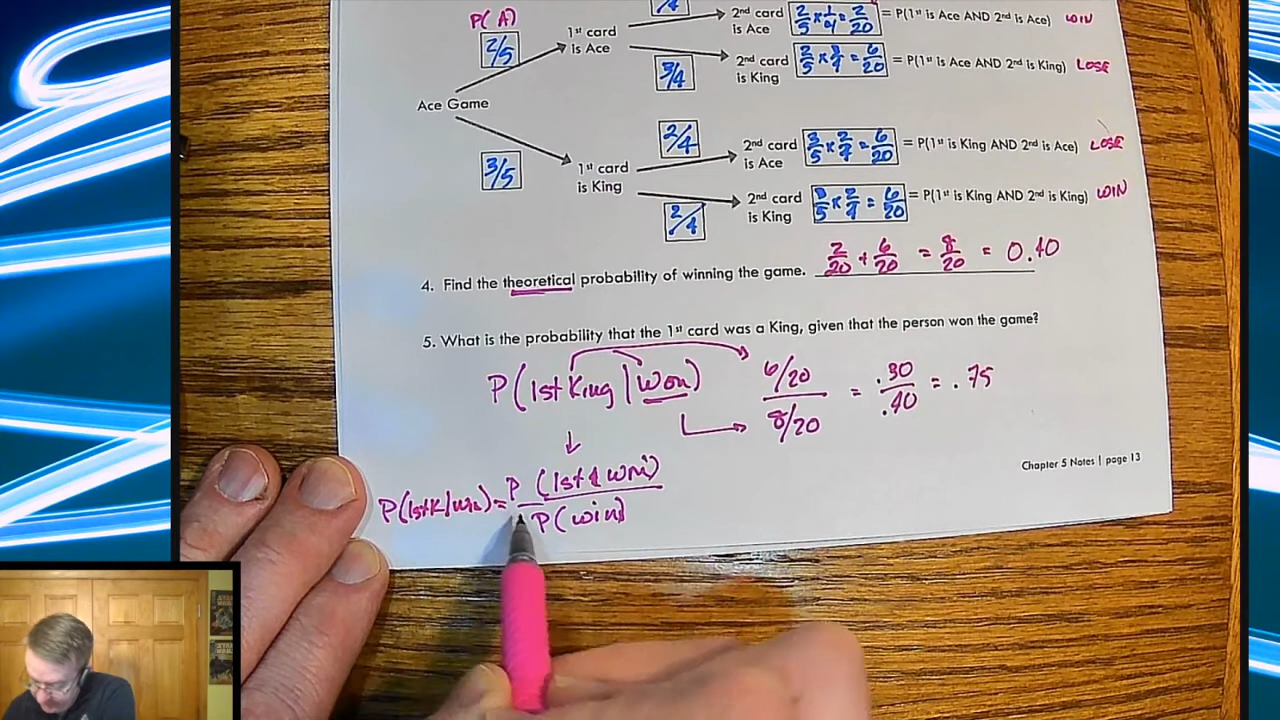 P(A)
2/5
1st card is Ace
/4
2nd card is Ace
2/5 x 1/4 = 2/20
= P(1st is Ace AND 2nd is Ace)
WIN
3/4
2nd card is King
2/5 x 3/4 = 6/20
= P(1st is Ace AND 2nd is King)
LOSE
Ace Game
3/5
1st card is King
2/4
2nd card is Ace
3/5 x 2/4 = 6/20
= P(1st is King AND 2nd is Ace)
LOSE
2/4
2nd card is King
3/5 x 2/4 = 6/20
= P(1st is King AND 2nd is King)
WIN
4. Find the theoretical probability of winning the game. 2/20 + 6/20 = 8/20 = 0.40
5. What is the probability that the 1st card was a King, given that the person won the game?
P(1st King | Won)
6/20
8/20
= .30/.40 = .75
P(1st K | Win) = P(1st & win) / P(win)
Chapter 5 Notes | page 13